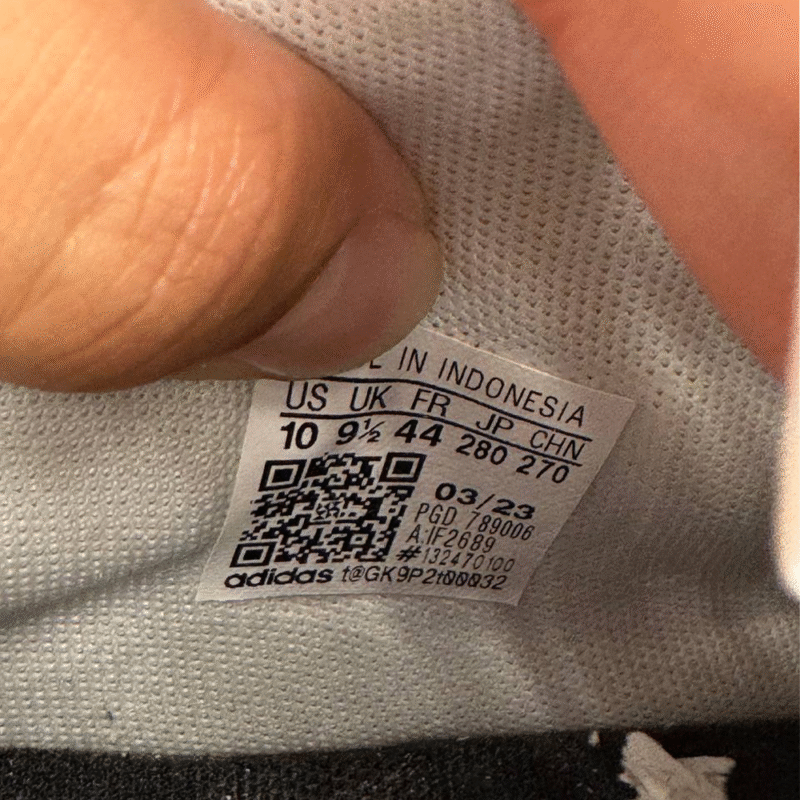 IN INDONESIA
US UK FR JP CHN
10 9½ 44 280 270
03/23
PGD 789006
A.IF2689
#132470100
adidas t@GK9P2t00032